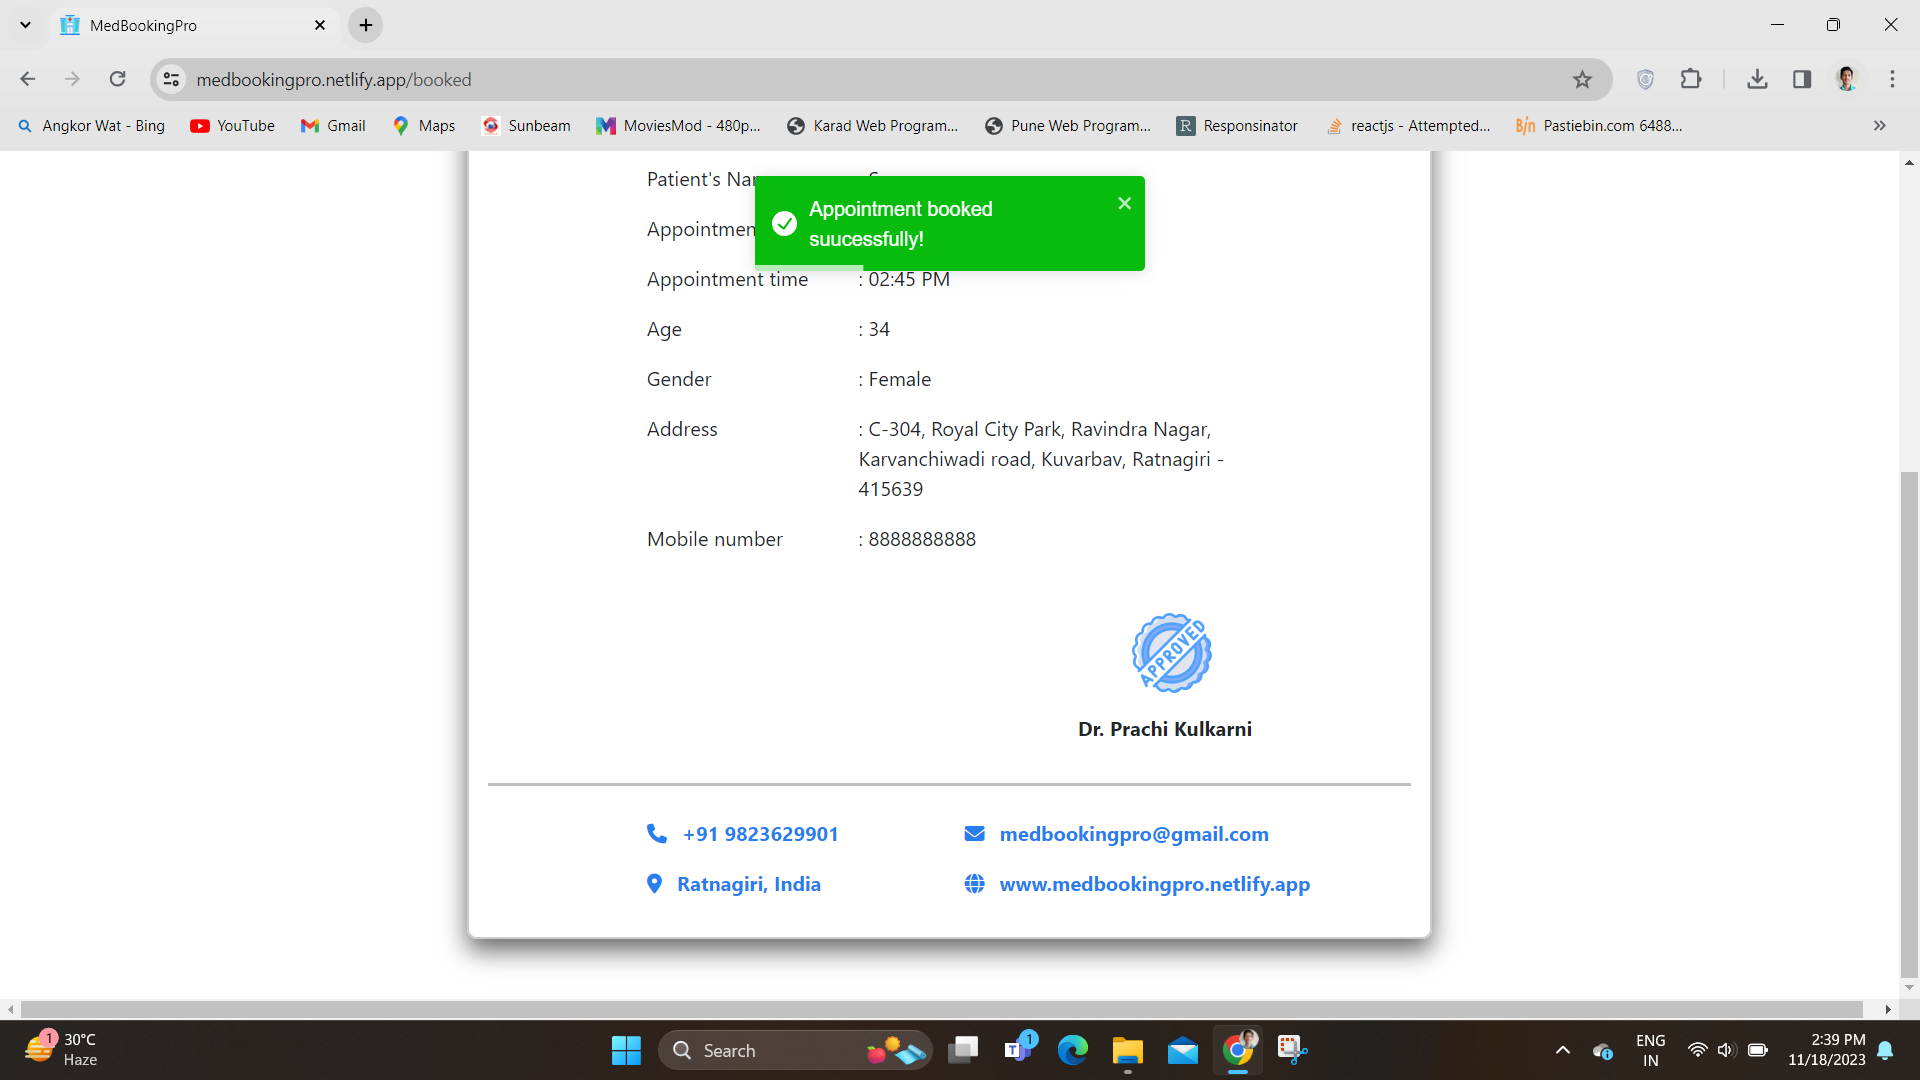 MedBookingPro
medbookingpro.netlify.app/booked
Angkor Wat - Bing YouTube Gmail Maps Sunbeam MoviesMod - 480p... Karad Web Program... Pune Web Program... R Responsinator reactjs - Attempted... Pastiebin.com 6488...
Patient's
Appointment booked
suucessfully!
Appointment time : 02:45 PM
Age : 34
Gender : Female
Address : C-304, Royal City Park, Ravindra Nagar,
Karvanchiwadi road, Kuvarbav, Ratnagiri -
415639
Mobile number : 8888888888
APPROVED
Dr. Prachi Kulkarni
+91 9823629901 medbookingpro@gmail.com
Ratnagiri, India www.medbookingpro.netlify.app
1 30°C
Haze
Search
1
ENG
IN
2:39 PM
11/18/2023